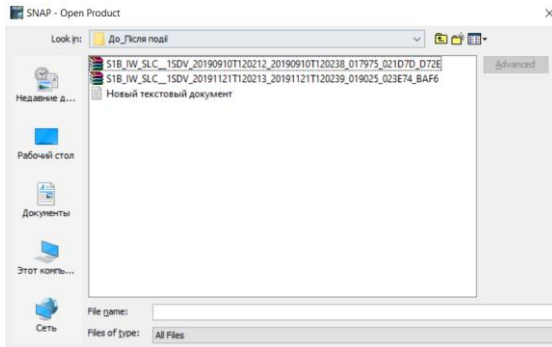 SNAP - Open Product
Look in: До_Після події
S1B_IW_SLC__1SDV_20190910T120212_20190910T120238_017975_021D7D_D72E
S1B_IW_SLC__1SDV_20191121T120213_20191121T120239_019025_023E74_BAF6
Новый текстовый документ
Advanced
Недавние д...
Рабочий стол
Документы
Этот компь...
Сеть
File name:
Files of type: All Files